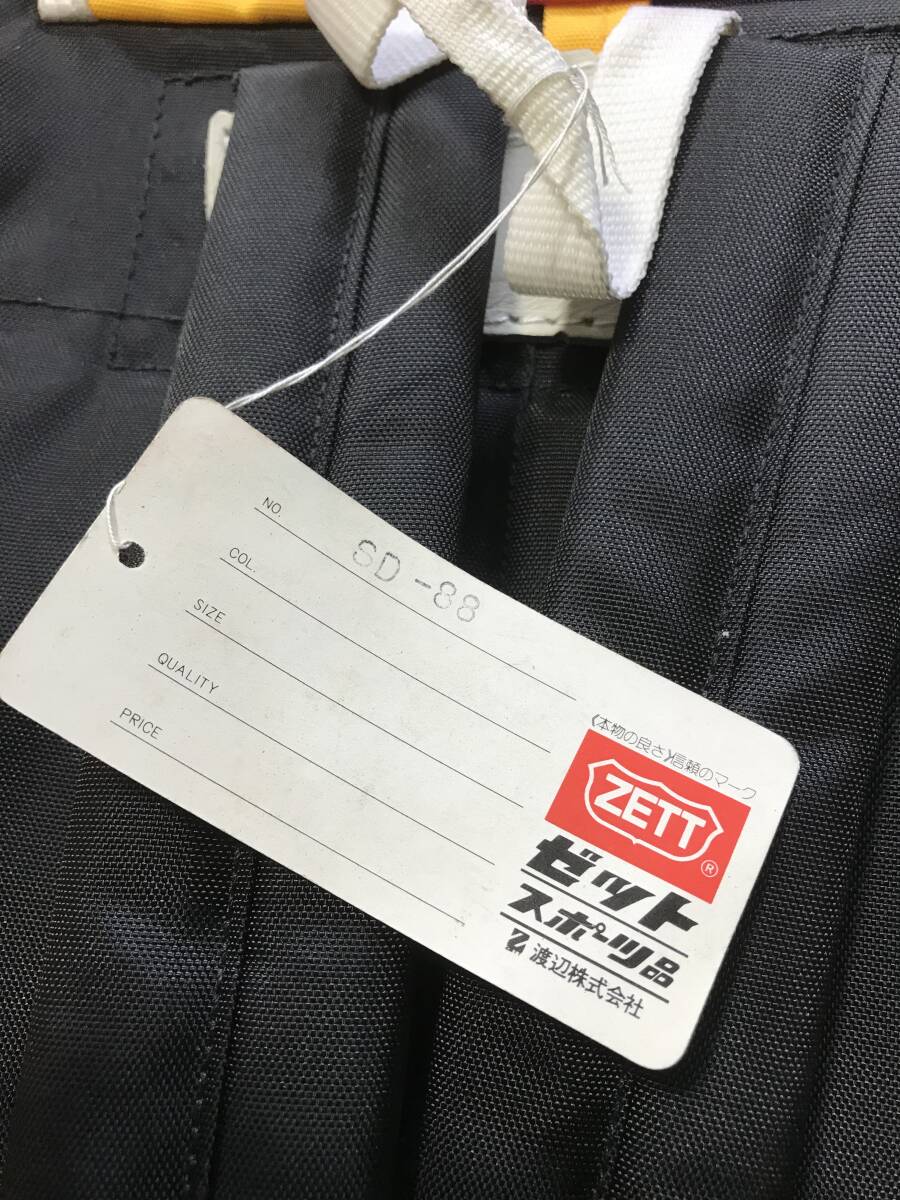 NO. SD-88
COL.
SIZE
QUALITY
PRICE
《本物の良さ》信頼のマーク
ZETT
®
ゼット
スポーツ品
渡辺株式会社